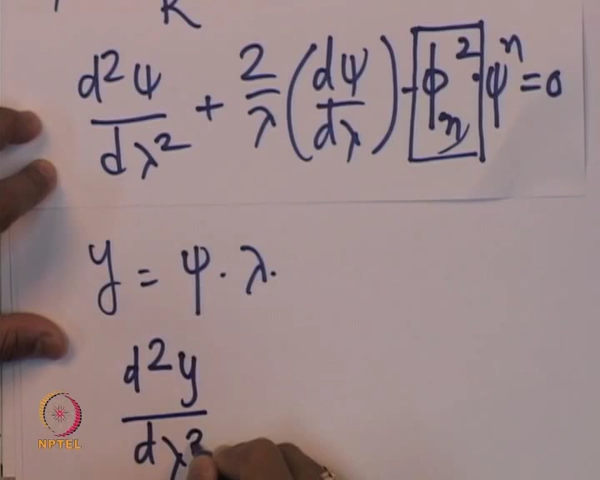 R
d²ψ/dλ² + 2/λ (dψ/dλ) - ϕ²ₙ · ψⁿ = 0
y = ψ · λ.
d²y/dλ²
NPTEL